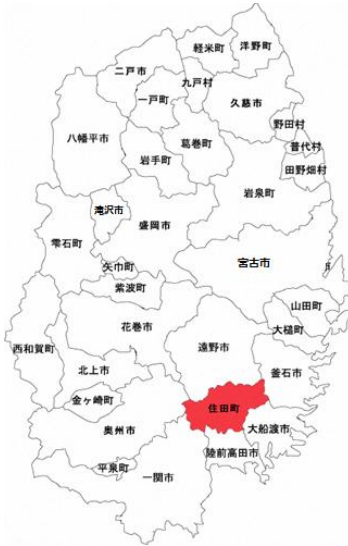 軽米町
洋野町
二戸市
九戸村
一戸町
久慈市
八幡平市
野田村
葛巻町
普代村
岩手町
田野畑村
岩泉町
滝沢市
盛岡市
雫石町
宮古市
矢巾町
紫波町
山田町
花巻市
大槌町
遠野市
西和賀町
北上市
釜石市
金ヶ崎町
住田町
奥州市
大船渡市
陸前高田市
平泉町
一関市